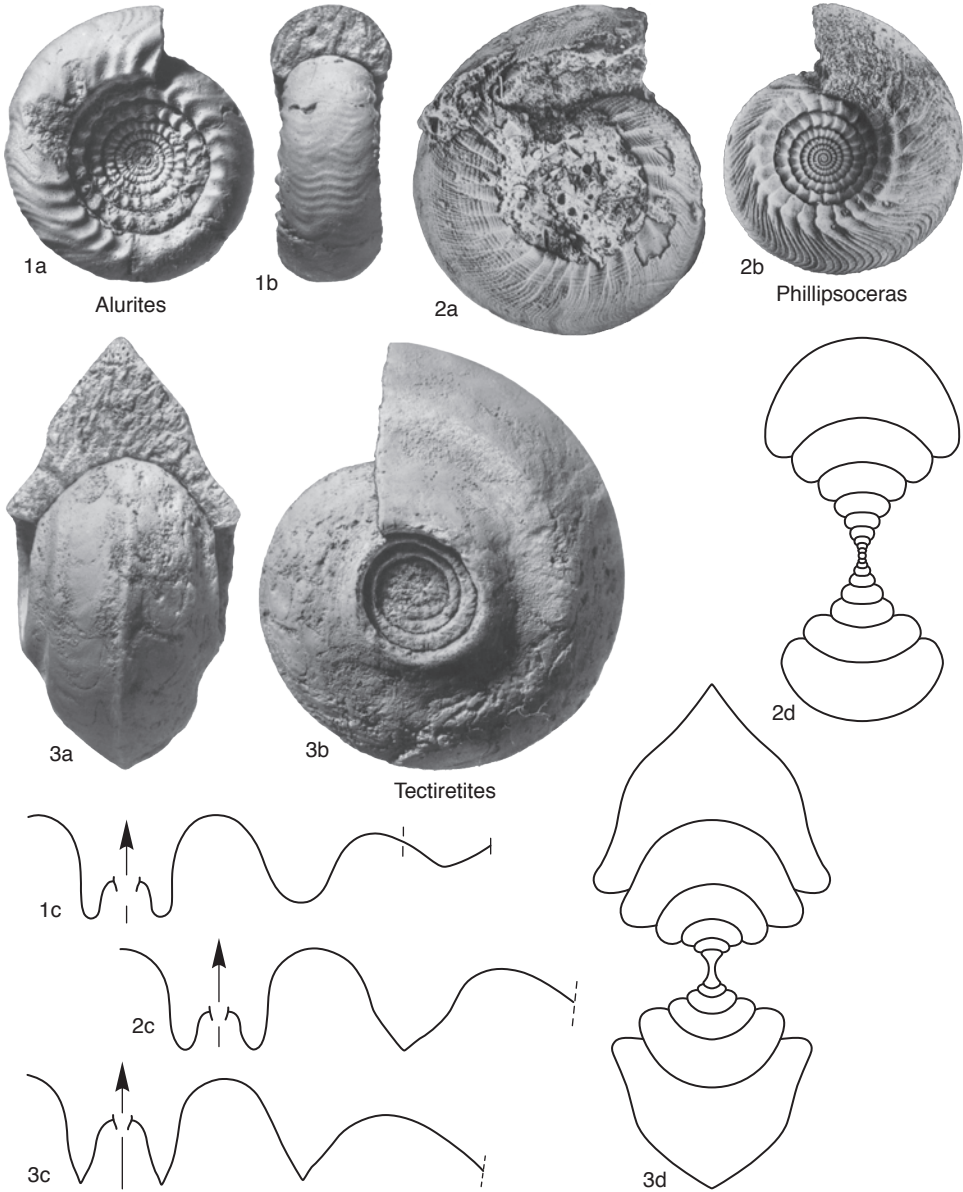 1a
1b
Alurites
2a
2b
Phillipsoceras
3a
3b
Tectiretites
2d
1c
2c
3c
3d